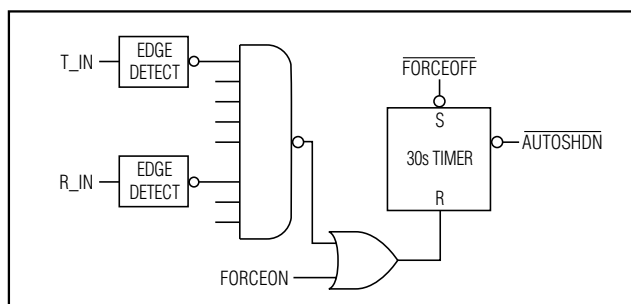 T_IN
EDGE
DETECT
R_IN
EDGE
DETECT
FORCEON
FORCEOFF
S
30s TIMER
R
AUTOSHDN